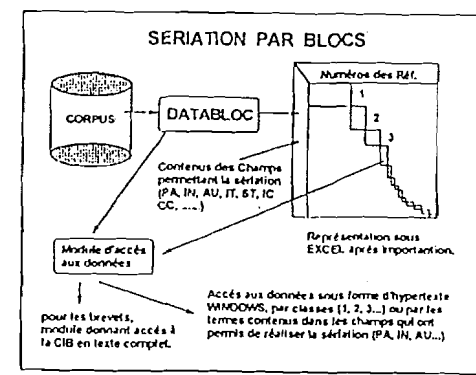 SERIATION PAR BLOCS
Numéros des Réf.
CORPUS
DATABLOC
1
2
3
Contenus des Champs
permettant la sériation
(PA, IN, AU, IT, ST, IC
CC, .....)
Représentation sous
EXCEL après importantion.
Module d'accès
aux données
pour les brevets,
module donnant accès à
la CIB en texte complet.
Accès aux données sous forme d'hypertexte
WINDOWS, par classes (1, 2, 3...) ou par les
termes contenus dans les champs qui ont
permis de réaliser la sériation (PA, IN, AU...)